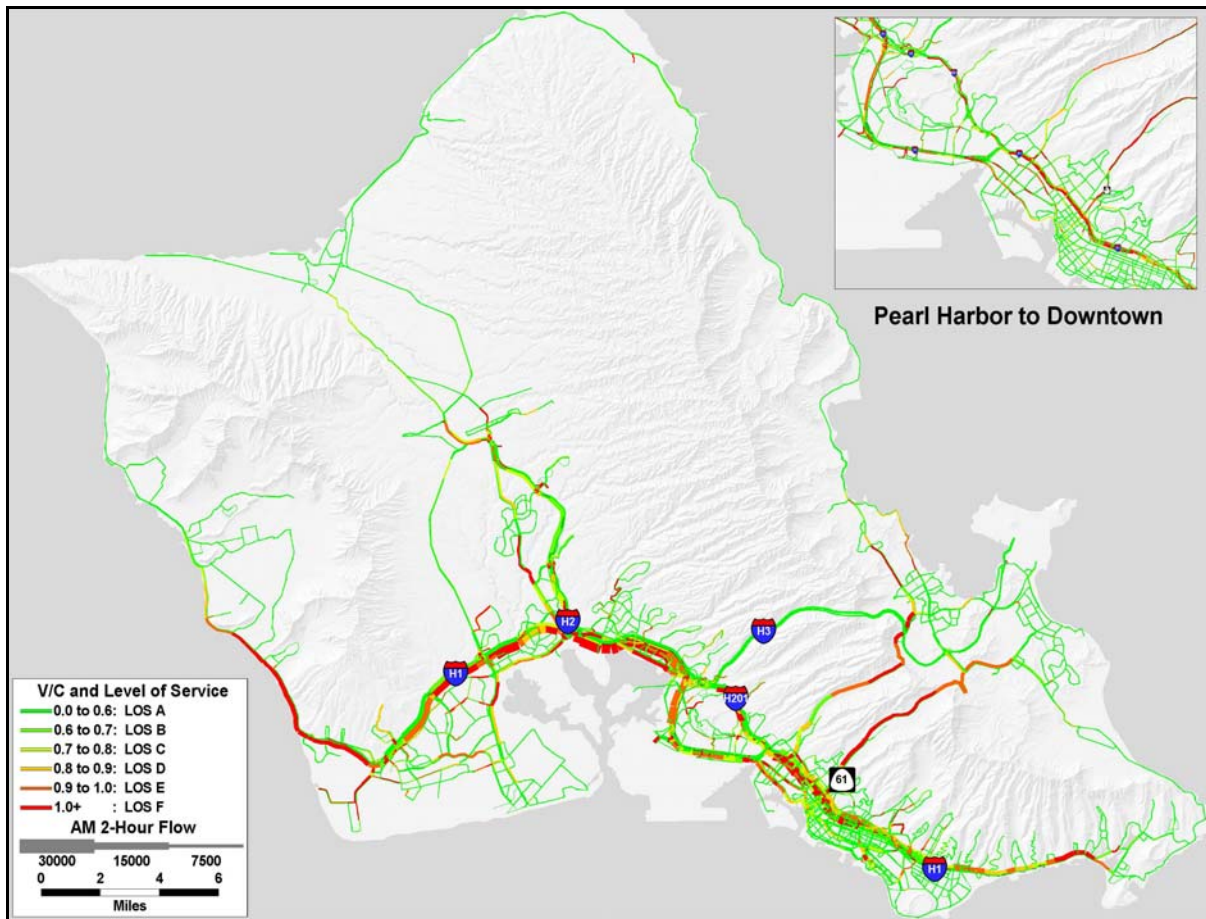 Pearl Harbor to Downtown
H2
H3
H1
H201
61
H1
V/C and Level of Service
0.0 to 0.6: LOS A
0.6 to 0.7: LOS B
0.7 to 0.8: LOS C
0.8 to 0.9: LOS D
0.9 to 1.0: LOS E
1.0+ : LOS F
AM 2-Hour Flow
30000 15000 7500
0 2 4 6
Miles